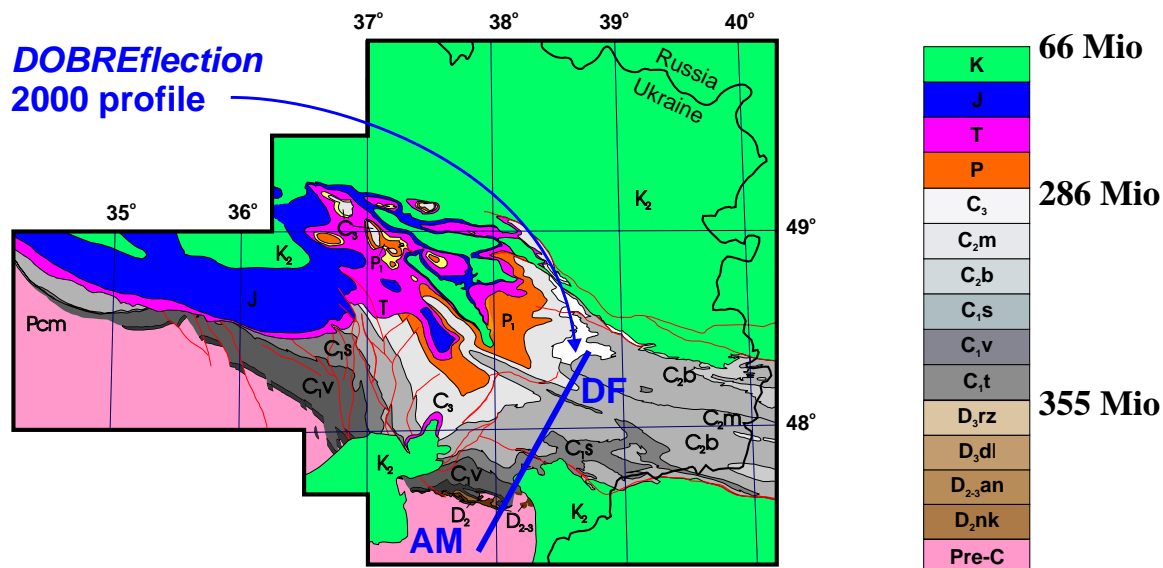 37° 38° 39° 40°
DOBREflection
2000 profile
Russia
Ukraine
35° 36°
K₂
C₃
49°
K₂
P₁
J
T
Pcm
P₁
C₁s
C₁v
C₂b
DF
C₃
C₂m
48°
C₂b
C₁s
K₂
C₁v
D₂ D₂₋₃ K₂
AM
66 Mio
K
J
T
P
286 Mio
C₃
C₂m
C₂b
C₁s
C₁v
355 Mio
C₁t
D₃rz
D₃dl
D₂₋₃an
D₂nk
Pre-C